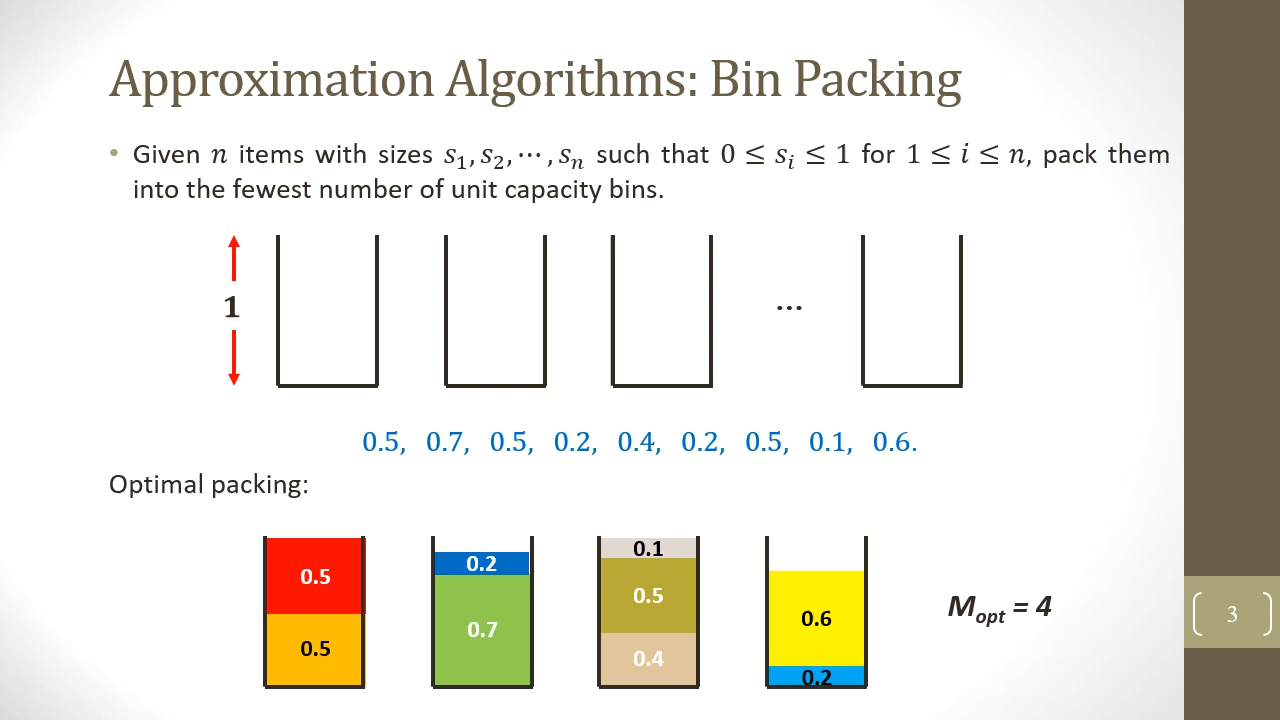 Approximation Algorithms: Bin Packing
• Given n items with sizes s₁, s₂, ⋯ , sₙ such that 0 ≤ sᵢ ≤ 1 for 1 ≤ i ≤ n, pack them
into the fewest number of unit capacity bins.
1
...
0.5, 0.7, 0.5, 0.2, 0.4, 0.2, 0.5, 0.1, 0.6.
Optimal packing:
0.5
0.5
0.2
0.7
0.1
0.5
0.4
0.6
0.2
M_opt = 4
3